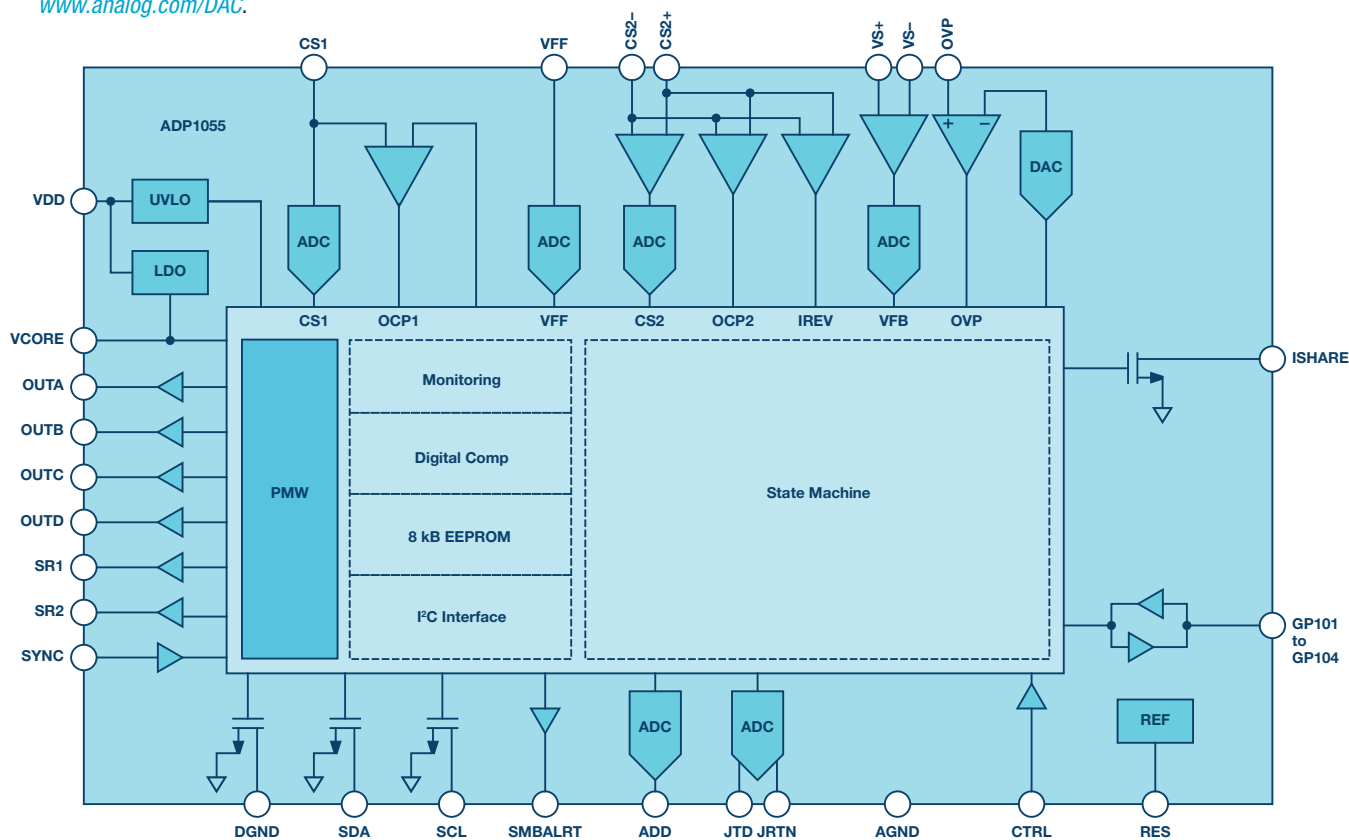 www.analog.com/DAC.
CS1
VFF
CS2–
CS2+
VS+
VS–
OVP
ADP1055
+ –
DAC
VDD
UVLO
ADC
ADC
ADC
ADC
LDO
CS1
OCP1
VFF
CS2
OCP2
IREV
VFB
OVP
VCORE
ISHARE
OUTA
Monitoring
OUTB
Digital Comp
OUTC
PMW
State Machine
OUTD
8 kB EEPROM
SR1
SR2
I²C Interface
GP101
to
GP104
SYNC
ADC
ADC
REF
DGND
SDA
SCL
SMBALRT
ADD
JTD
JRTN
AGND
CTRL
RES